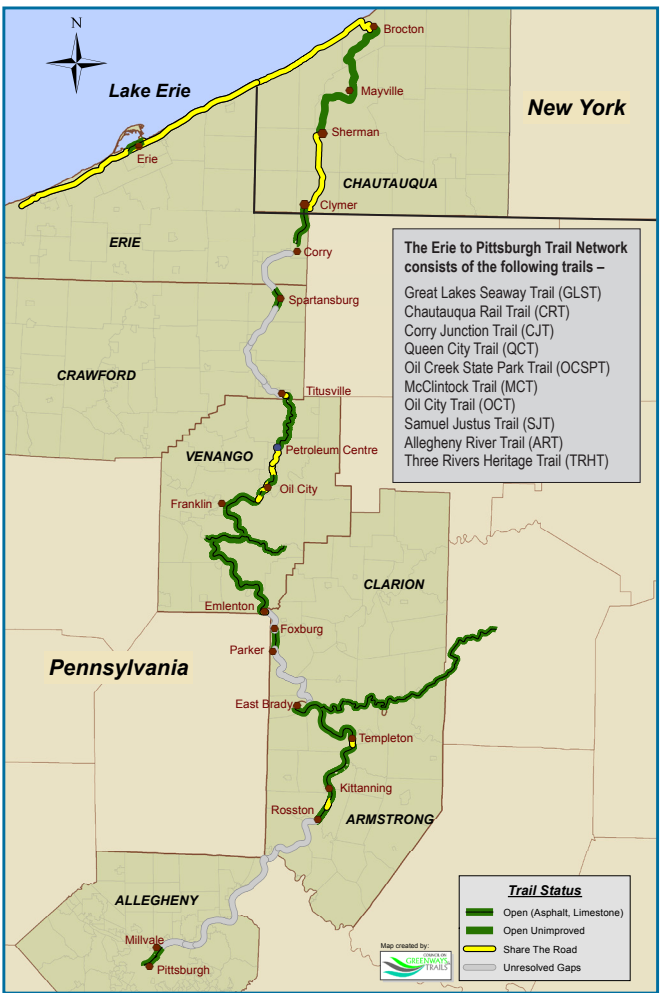 N
Brocton
Lake Erie
Mayville
New York
Sherman
Erie
CHAUTAUQUA
Clymer
ERIE
Corry
The Erie to Pittsburgh Trail Network
consists of the following trails –
Great Lakes Seaway Trail (GLST)
Chautauqua Rail Trail (CRT)
Corry Junction Trail (CJT)
Queen City Trail (QCT)
Oil Creek State Park Trail (OCSPT)
McClintock Trail (MCT)
Oil City Trail (OCT)
Samuel Justus Trail (SJT)
Allegheny River Trail (ART)
Three Rivers Heritage Trail (TRHT)
Spartansburg
CRAWFORD
Titusville
Petroleum Centre
VENANGO
Oil City
Franklin
CLARION
Emlenton
Foxburg
Parker
Pennsylvania
East Brady
Templeton
Kittanning
Rosston
ARMSTRONG
ALLEGHENY
Millvale
Pittsburgh
Map created by:
COUNCIL ON
GREENWAYS &
TRAILS
Trail Status
Open (Asphalt, Limestone)
Open Unimproved
Share The Road
Unresolved Gaps